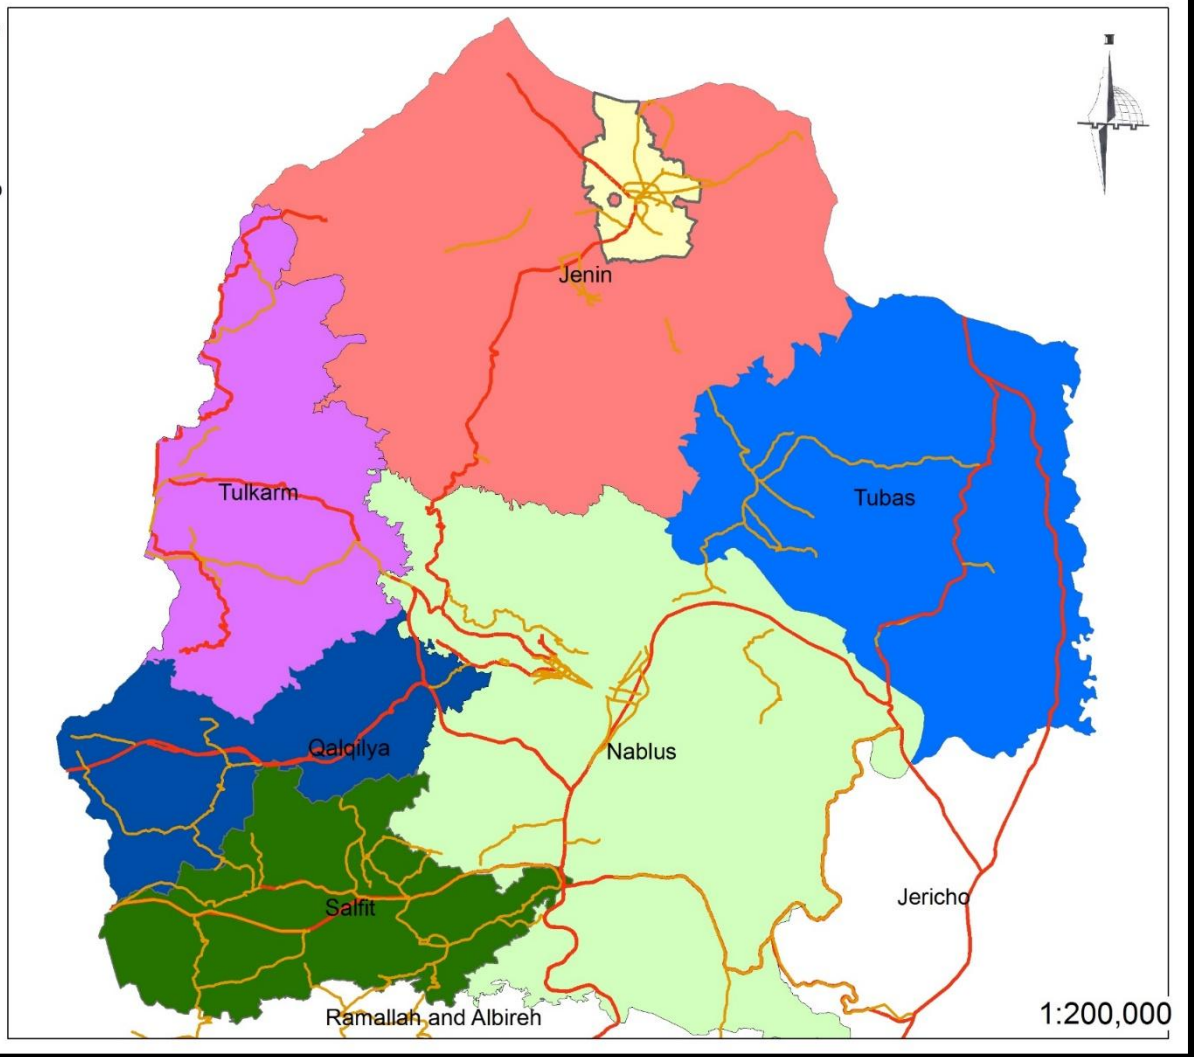 Jenin
Tulkarm
Tubas
Qalqilya
Nablus
Salfit
Jericho
Ramallah and Albireh
1:200,000